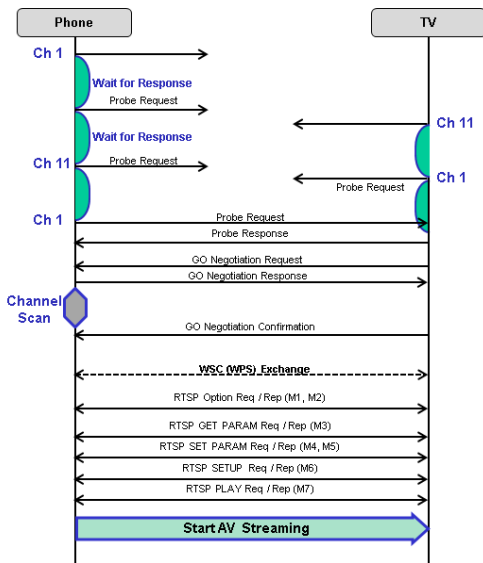 Phone
TV
Ch 1
Wait for Response
Probe Request
Wait for Response
Ch 11
Ch 11
Probe Request
Ch 1
Probe Request
Ch 1
Probe Request
Probe Response
GO Negotiation Request
GO Negotiation Response
Channel
Scan
GO Negotiation Confirmation
WSC (WPS) Exchange
RTSP Option Req / Rep (M1, M2)
RTSP GET PARAM Req / Rep (M3)
RTSP SET PARAM Req / Rep (M4, M5)
RTSP SETUP Req / Rep (M6)
RTSP PLAY Req / Rep (M7)
Start AV Streaming